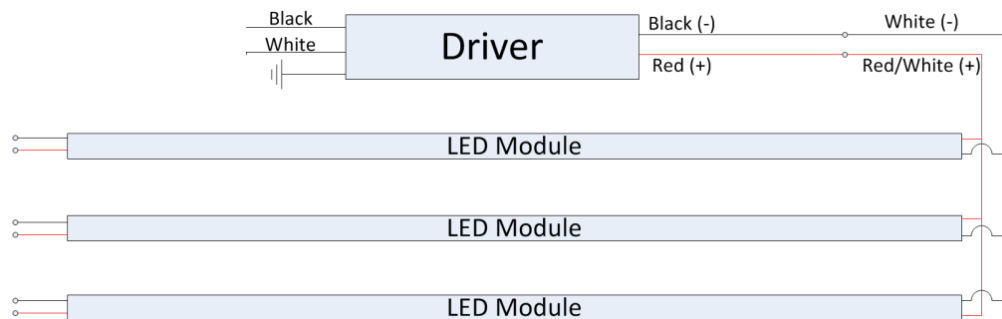 Black
White
Driver
Black (-)
White (-)
Red (+)
Red/White (+)
LED Module
LED Module
LED Module